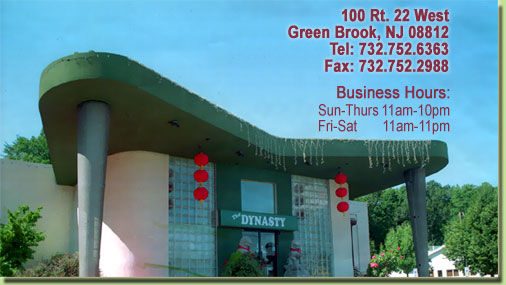 100 Rt. 22 West
Green Brook, NJ 08812
Tel: 732.752.6363
Fax: 732.752.2988
Business Hours:
Sun-Thurs 11am-10pm
Fri-Sat 11am-11pm
The DYNASTY